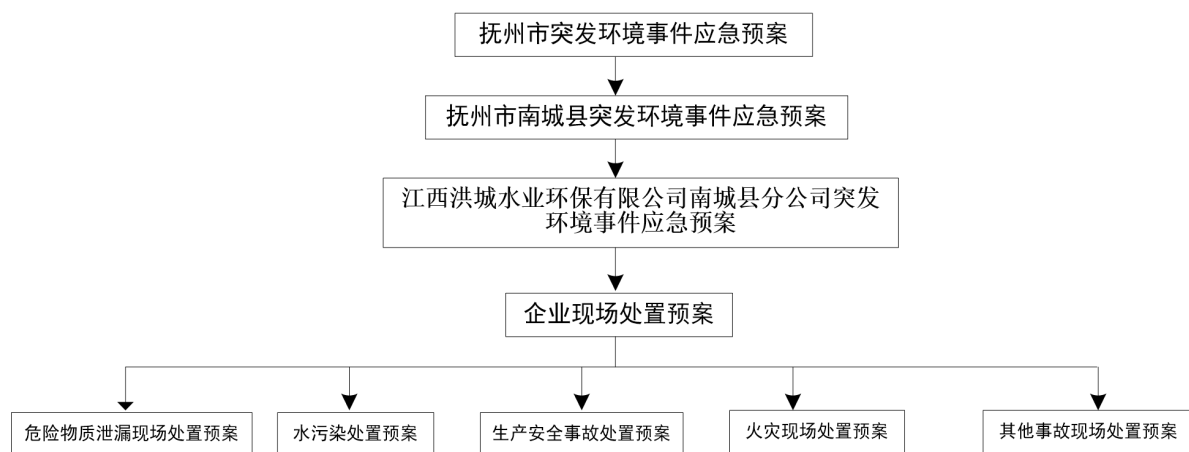 抚州市突发环境事件应急预案
抚州市南城县突发环境事件应急预案
江西洪城水业环保有限公司南城县分公司突发
环境事件应急预案
企业现场处置预案
危险物质泄漏现场处置预案
水污染处置预案
生产安全事故处置预案
火灾现场处置预案
其他事故现场处置预案